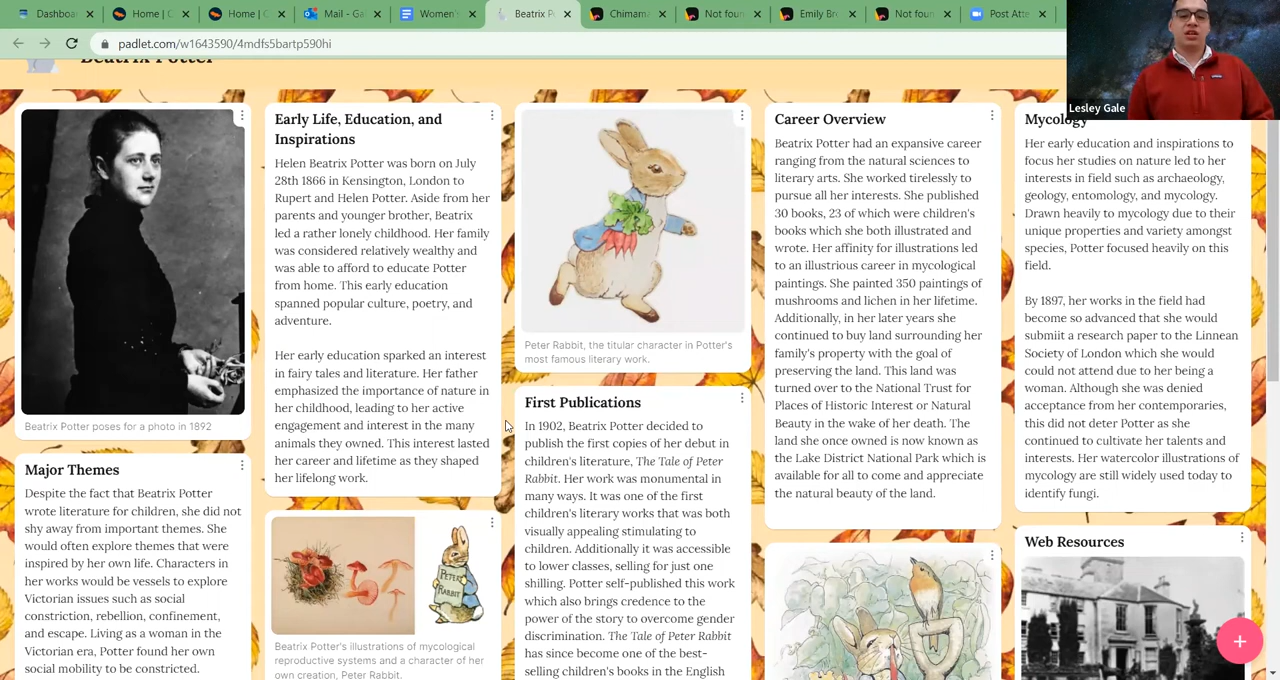 Dashboa
Home | C
Home | C
Mail - Ga
Women'
Beatrix P
Chimama
Not foun
Emily Bro
Not foun
Post Atte
padlet.com/w1643590/4mdfs5bartp590hi
Lesley Gale
Beatrix Potter
Beatrix Potter poses for a photo in 1892
Major Themes
Despite the fact that Beatrix Potter
wrote literature for children, she did not
shy away from important themes. She
would often explore themes that were
inspired by her own life. Characters in
her works would be vessels to explore
Victorian issues such as social
constriction, rebellion, confinement,
and escape. Living as a woman in the
Victorian era, Potter found her own
social mobility to be constricted.
Early Life, Education, and
Inspirations
Helen Beatrix Potter was born on July
28th 1866 in Kensington, London to
Rupert and Helen Potter. Aside from her
parents and younger brother, Beatrix
led a rather lonely childhood. Her family
was considered relatively wealthy and
was able to afford to educate Potter
from home. This early education
spanned popular culture, poetry, and
adventure.
Her early education sparked an interest
in fairy tales and literature. Her father
emphasized the importance of nature in
her childhood, leading to her active
engagement and interest in the many
animals they owned. This interest lasted
her career and lifetime as they shaped
her lifelong work.
PETER
RABBIT
Beatrix Potter's illustrations of mycological
reproductive systems and a character of her
own creation, Peter Rabbit.
Peter Rabbit, the titular character in Potter's
most famous literary work.
First Publications
In 1902, Beatrix Potter decided to
publish the first copies of her debut in
children's literature, The Tale of Peter
Rabbit. Her work was monumental in
many ways. It was one of the first
children's literary works that was both
visually appealing stimulating to
children. Additionally it was accessible
to lower classes, selling for just one
shilling. Potter self-published this work
which also brings credence to the
power of the story to overcome gender
discrimination. The Tale of Peter Rabbit
has since become one of the best-
selling children's books in the English
Career Overview
Beatrix Potter had an expansive career
ranging from the natural sciences to
literary arts. She worked tirelessly to
pursue all her interests. She published
30 books, 23 of which were children's
books which she both illustrated and
wrote. Her affinity for illustrations led
to an illustrious career in mycological
paintings. She painted 350 paintings of
mushrooms and lichen in her lifetime.
Additionally, in her later years she
continued to buy land surrounding her
family's property with the goal of
preserving the land. This land was
turned over to the National Trust for
Places of Historic Interest or Natural
Beauty in the wake of her death. The
land she once owned is now known as
the Lake District National Park which is
available for all to come and appreciate
the natural beauty of the land.
Mycology
Her early education and inspirations to
focus her studies on nature led to her
interests in field such as archaeology,
geology, entomology, and mycology.
Drawn heavily to mycology due to their
unique properties and variety amongst
species, Potter focused heavily on this
field.
By 1897, her works in the field had
become so advanced that she would
submiit a research paper to the Linnean
Society of London which she would
could not attend due to her being a
woman. Although she was denied
acceptance from her contemporaries,
this did not deter Potter as she
continued to cultivate her talents and
interests. Her watercolor illustrations of
mycology are still widely used today to
identify fungi.
Web Resources